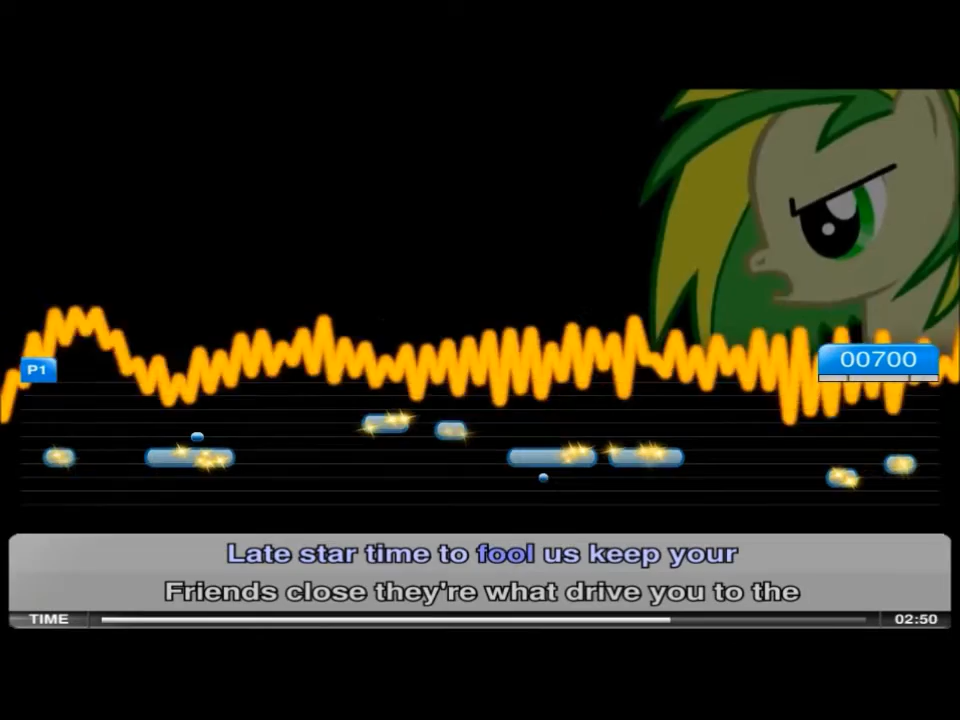 P1
00700
Late star time to fool us keep your
Friends close they're what drive you to the
TIME
02:50